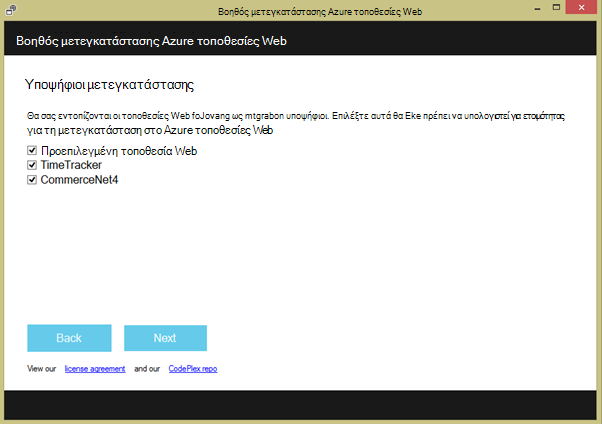 Βοηθός μετεγκατάστασης Azure τοποθεσίες Web
Βοηθός μετεγκατάστασης Azure τοποθεσίες Web
Υποψήφιοι μετεγκατάστασης
Θα σας εντοπίζονται οι τοποθεσίες Web foJovang ως mtgrabon υποψήφιοι. Επιλέξτε αυτά θα Eke πρέπει να υπολογιστεί για ετοιμότητας
για τη μετεγκατάσταση στο Azure τοποθεσίες Web
Προεπιλεγμένη τοποθεσία Web
TimeTracker
CommerceNet4
Back Next
View our license agreement and our CodePlex repo